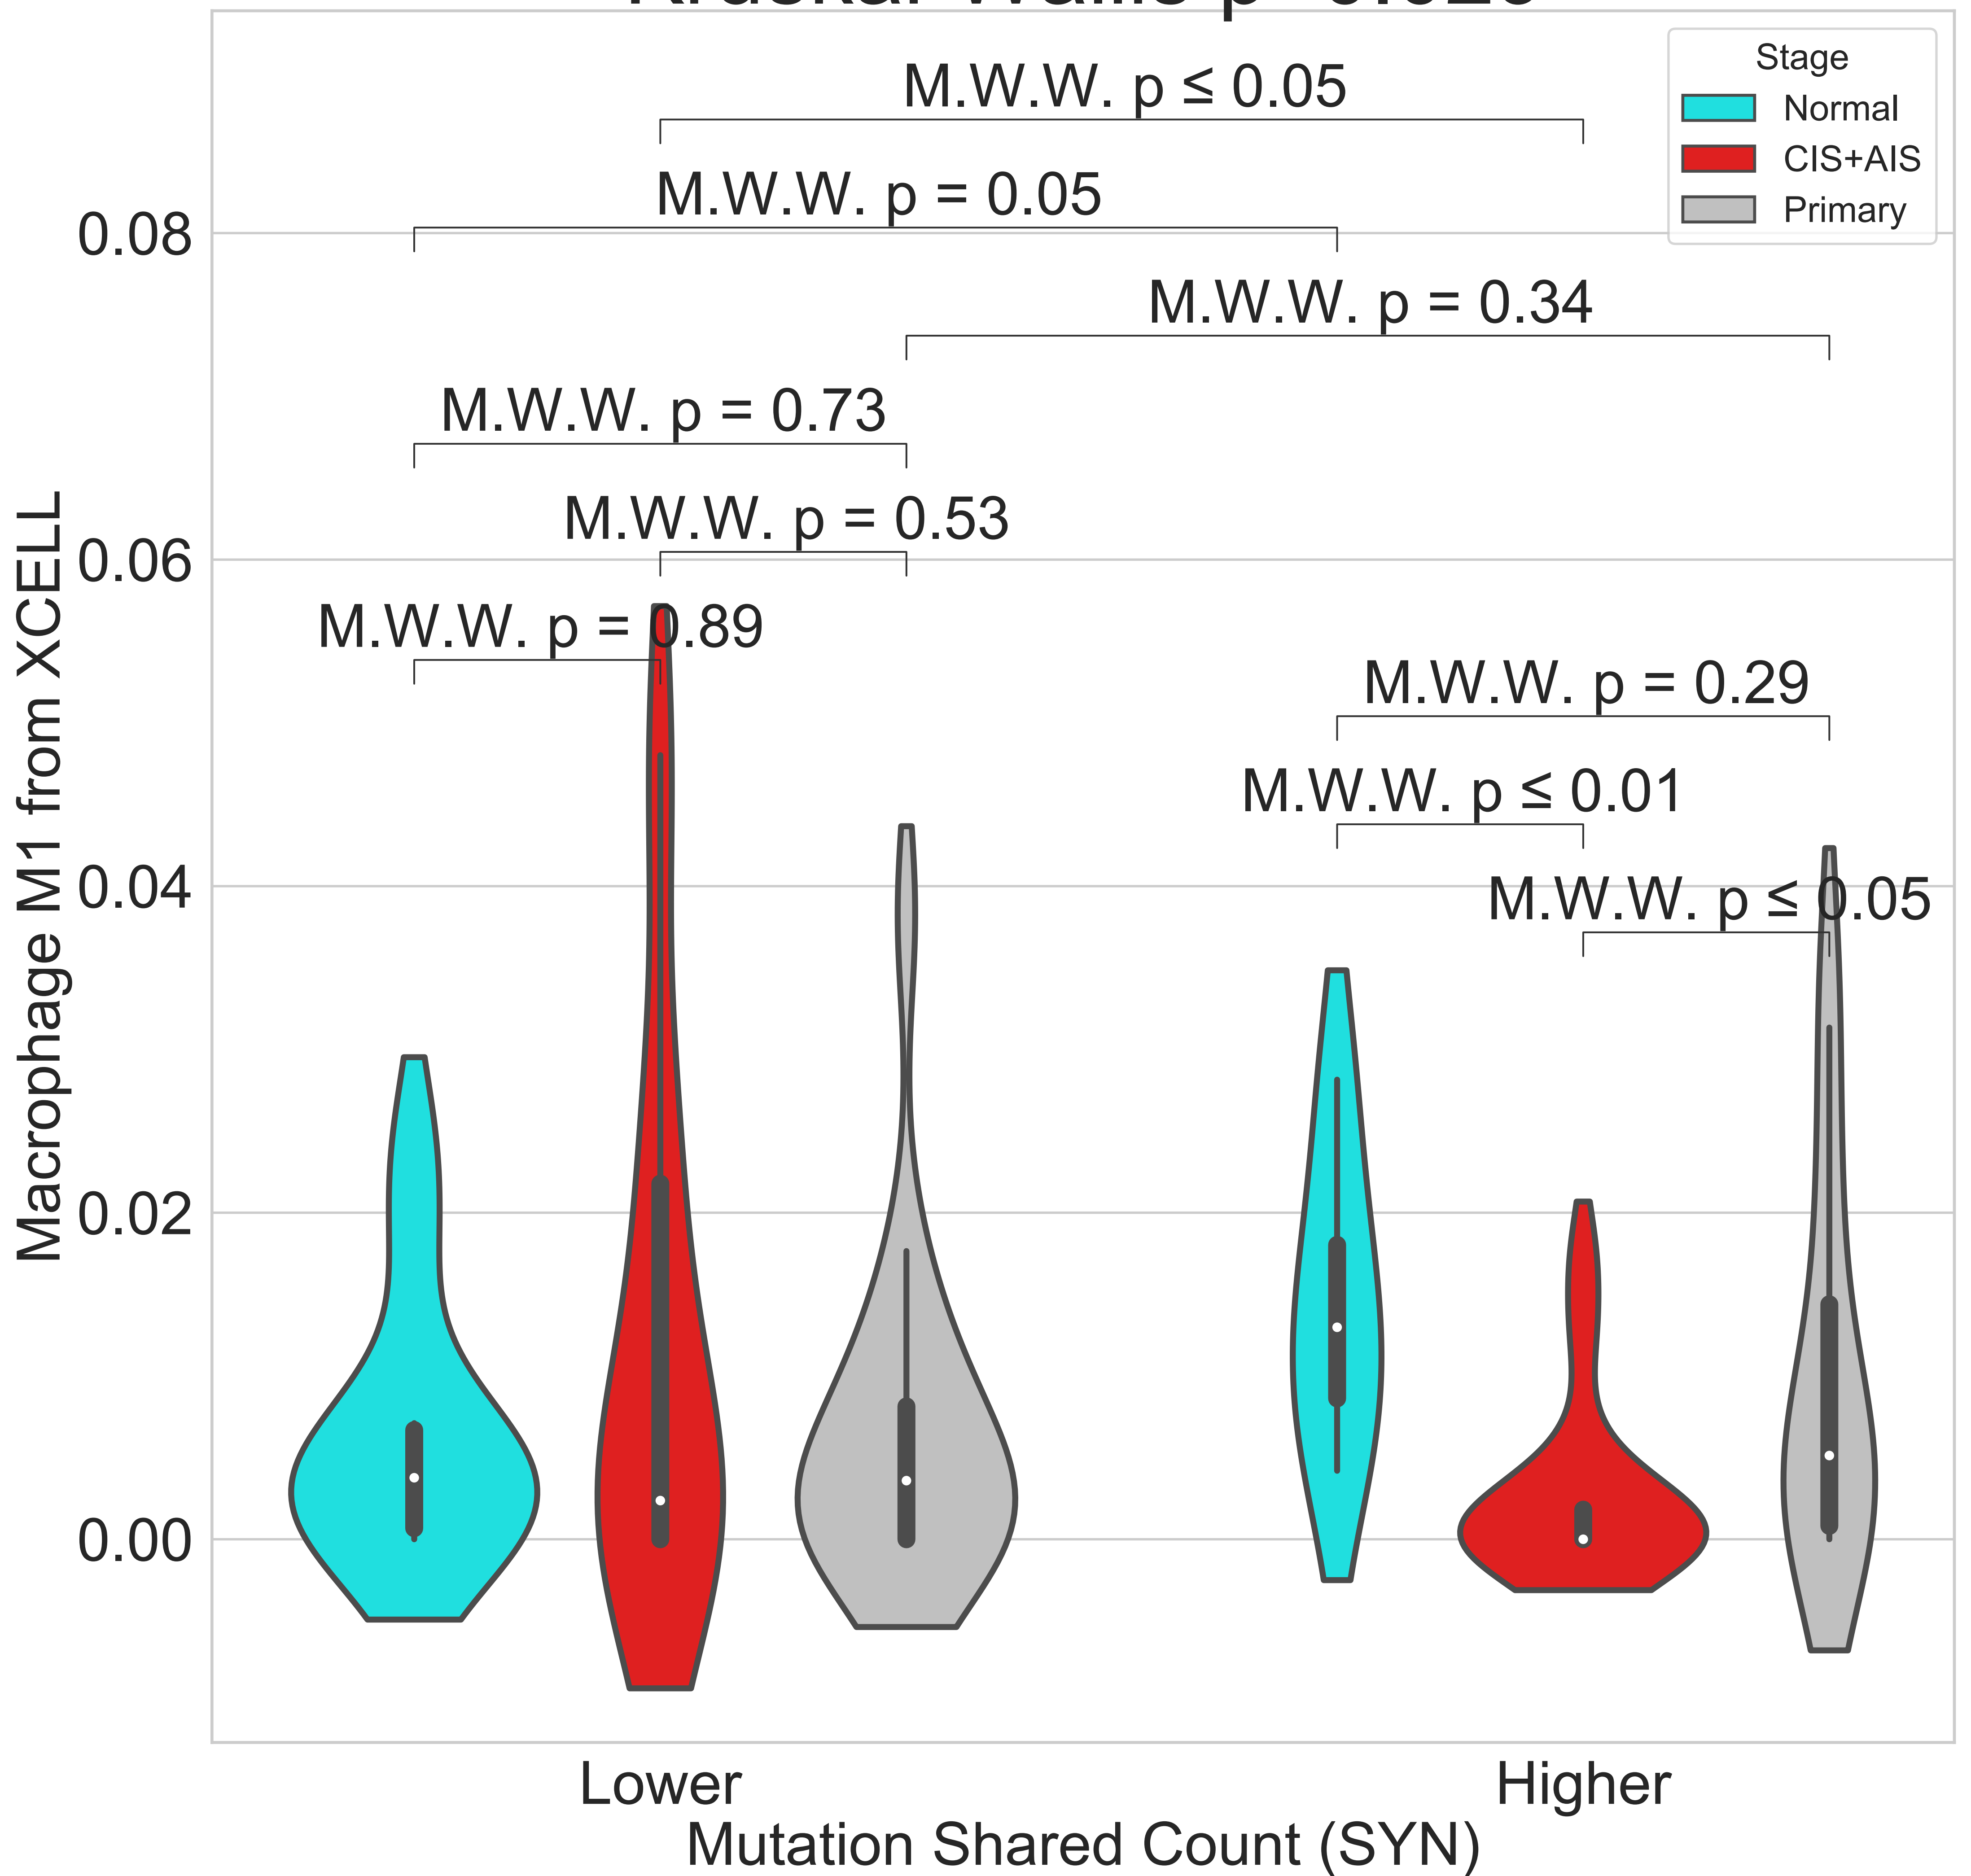 Stage
Normal
CIS+AIS
Primary
M.W.W. p ≤ 0.05
M.W.W. p = 0.05
M.W.W. p = 0.34
M.W.W. p = 0.73
M.W.W. p = 0.53
M.W.W. p = 0.89
M.W.W. p = 0.29
M.W.W. p ≤ 0.01
M.W.W. p ≤ 0.05
0.08
0.06
0.04
0.02
0.00
Macrophage M1 from XCELL
Lower
Higher
Mutation Shared Count (SYN)